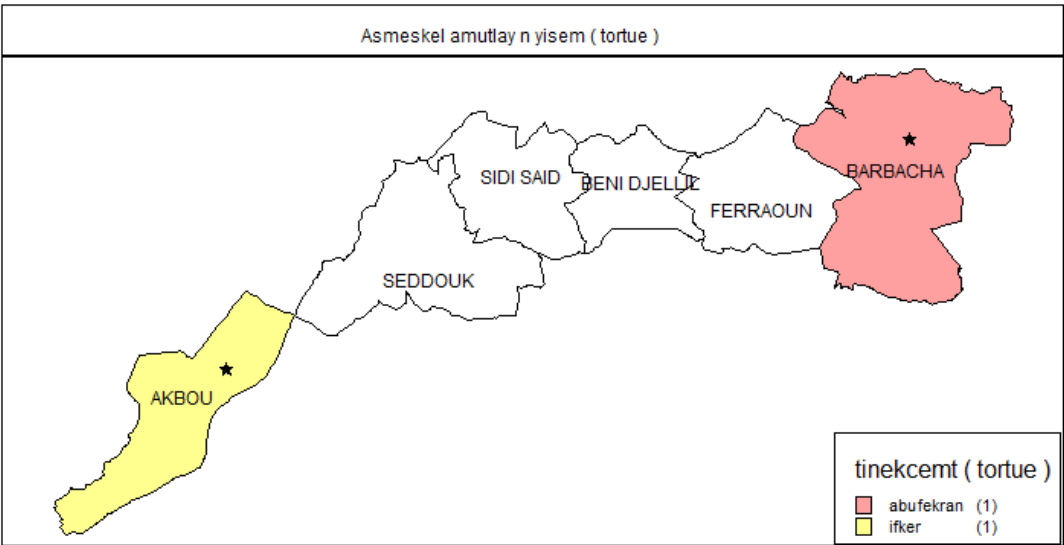 Asmeskel amutlay n yisem ( tortue )
BARBACHA
SIDI SAID
BENI DJELLIL
FERRAOUN
SEDDOUK
AKBOU
tinekcemt ( tortue )
abufekran (1)
ifker (1)